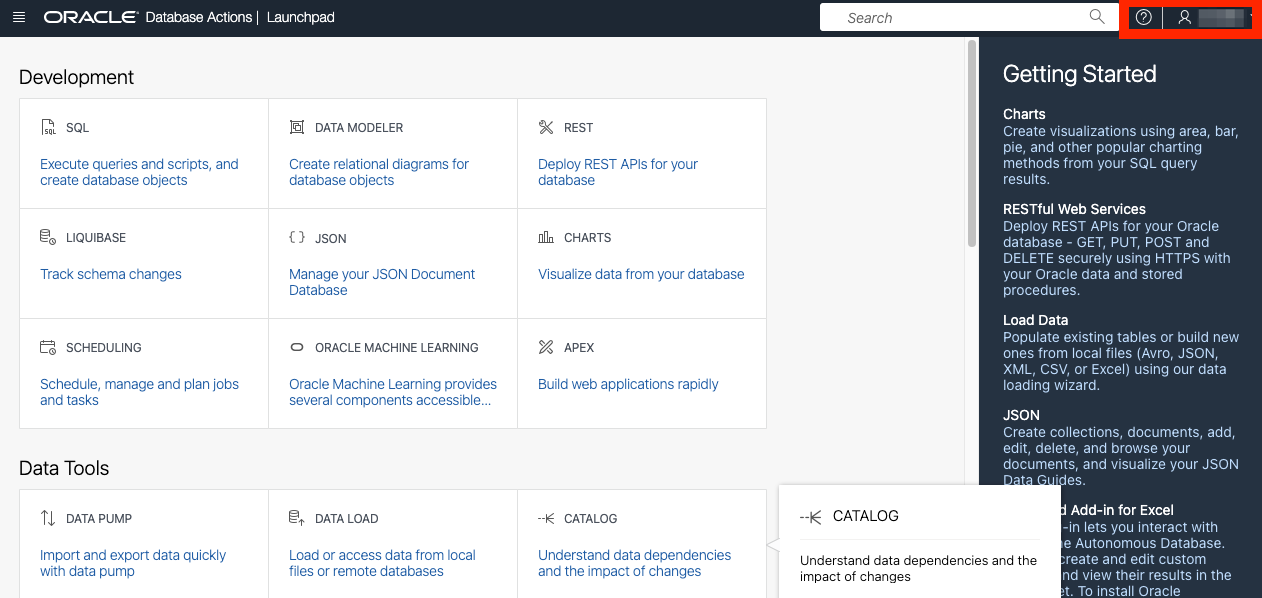 ORACLE Database Actions | Launchpad
Search
Development
SQL
Execute queries and scripts, and
create database objects
DATA MODELER
Create relational diagrams for
database objects
REST
Deploy REST APIs for your
database
LIQUIBASE
Track schema changes
JSON
Manage your JSON Document
Database
CHARTS
Visualize data from your database
SCHEDULING
Schedule, manage and plan jobs
and tasks
ORACLE MACHINE LEARNING
Oracle Machine Learning provides
several components accessible...
APEX
Build web applications rapidly
Data Tools
DATA PUMP
Import and export data quickly
with data pump
DATA LOAD
Load or access data from local
files or remote databases
CATALOG
Understand data dependencies
and the impact of changes
CATALOG
Understand data dependencies and the
impact of changes
Getting Started
Charts
Create visualizations using area, bar,
pie, and other popular charting
methods from your SQL query
results.
RESTful Web Services
Deploy REST APIs for your Oracle
database - GET, PUT, POST and
DELETE securely using HTTPS with
your Oracle data and stored
procedures.
Load Data
Populate existing tables or build new
ones from local files (Avro, JSON,
XML, CSV, or Excel) using our data
loading wizard.
JSON
Create collections, documents, add,
edit, delete, and browse your
documents, and visualize your JSON
Data Guides.
d Add-in for Excel
-in lets you interact with
e Autonomous Database.
create and edit custom
nd view their results in the
et. To install Oracle